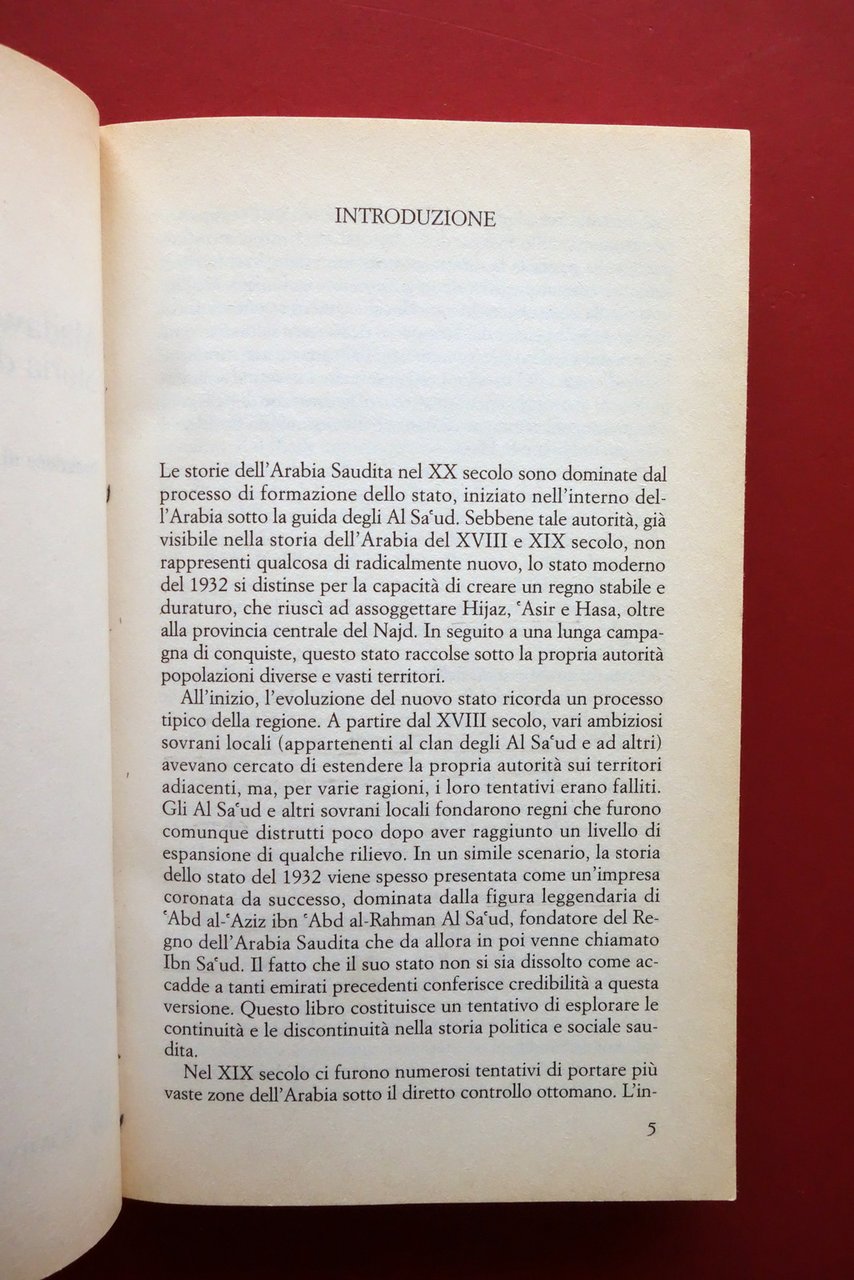 INTRODUZIONE
Le storie dell'Arabia Saudita nel XX secolo sono dominate dal
processo di formazione dello stato, iniziato nell'interno del-
l'Arabia sotto la guida degli Al Saʿud. Sebbene tale autorità, già
visibile nella storia dell'Arabia del XVIII e XIX secolo, non
rappresenti qualcosa di radicalmente nuovo, lo stato moderno
del 1932 si distinse per la capacità di creare un regno stabile e
duraturo, che riuscì ad assoggettare Hijaz, ʿAsir e Hasa, oltre
alla provincia centrale del Najd. In seguito a una lunga campa-
gna di conquiste, questo stato raccolse sotto la propria autorità
popolazioni diverse e vasti territori.
All'inizio, l'evoluzione del nuovo stato ricorda un processo
tipico della regione. A partire dal XVIII secolo, vari ambiziosi
sovrani locali (appartenenti al clan degli Al Saʿud e ad altri)
avevano cercato di estendere la propria autorità sui territori
adiacenti, ma, per varie ragioni, i loro tentativi erano falliti.
Gli Al Saʿud e altri sovrani locali fondarono regni che furono
comunque distrutti poco dopo aver raggiunto un livello di
espansione di qualche rilievo. In un simile scenario, la storia
dello stato del 1932 viene spesso presentata come un'impresa
coronata da successo, dominata dalla figura leggendaria di
ʿAbd al-ʿAziz ibn ʿAbd al-Rahman Al Saʿud, fondatore del Re-
gno dell'Arabia Saudita che da allora in poi venne chiamato
Ibn Saʿud. Il fatto che il suo stato non si sia dissolto come ac-
cadde a tanti emirati precedenti conferisce credibilità a questa
versione. Questo libro costituisce un tentativo di esplorare le
continuità e le discontinuità nella storia politica e sociale sau-
dita.
Nel XIX secolo ci furono numerosi tentativi di portare più
vaste zone dell'Arabia sotto il diretto controllo ottomano. L'in-
5